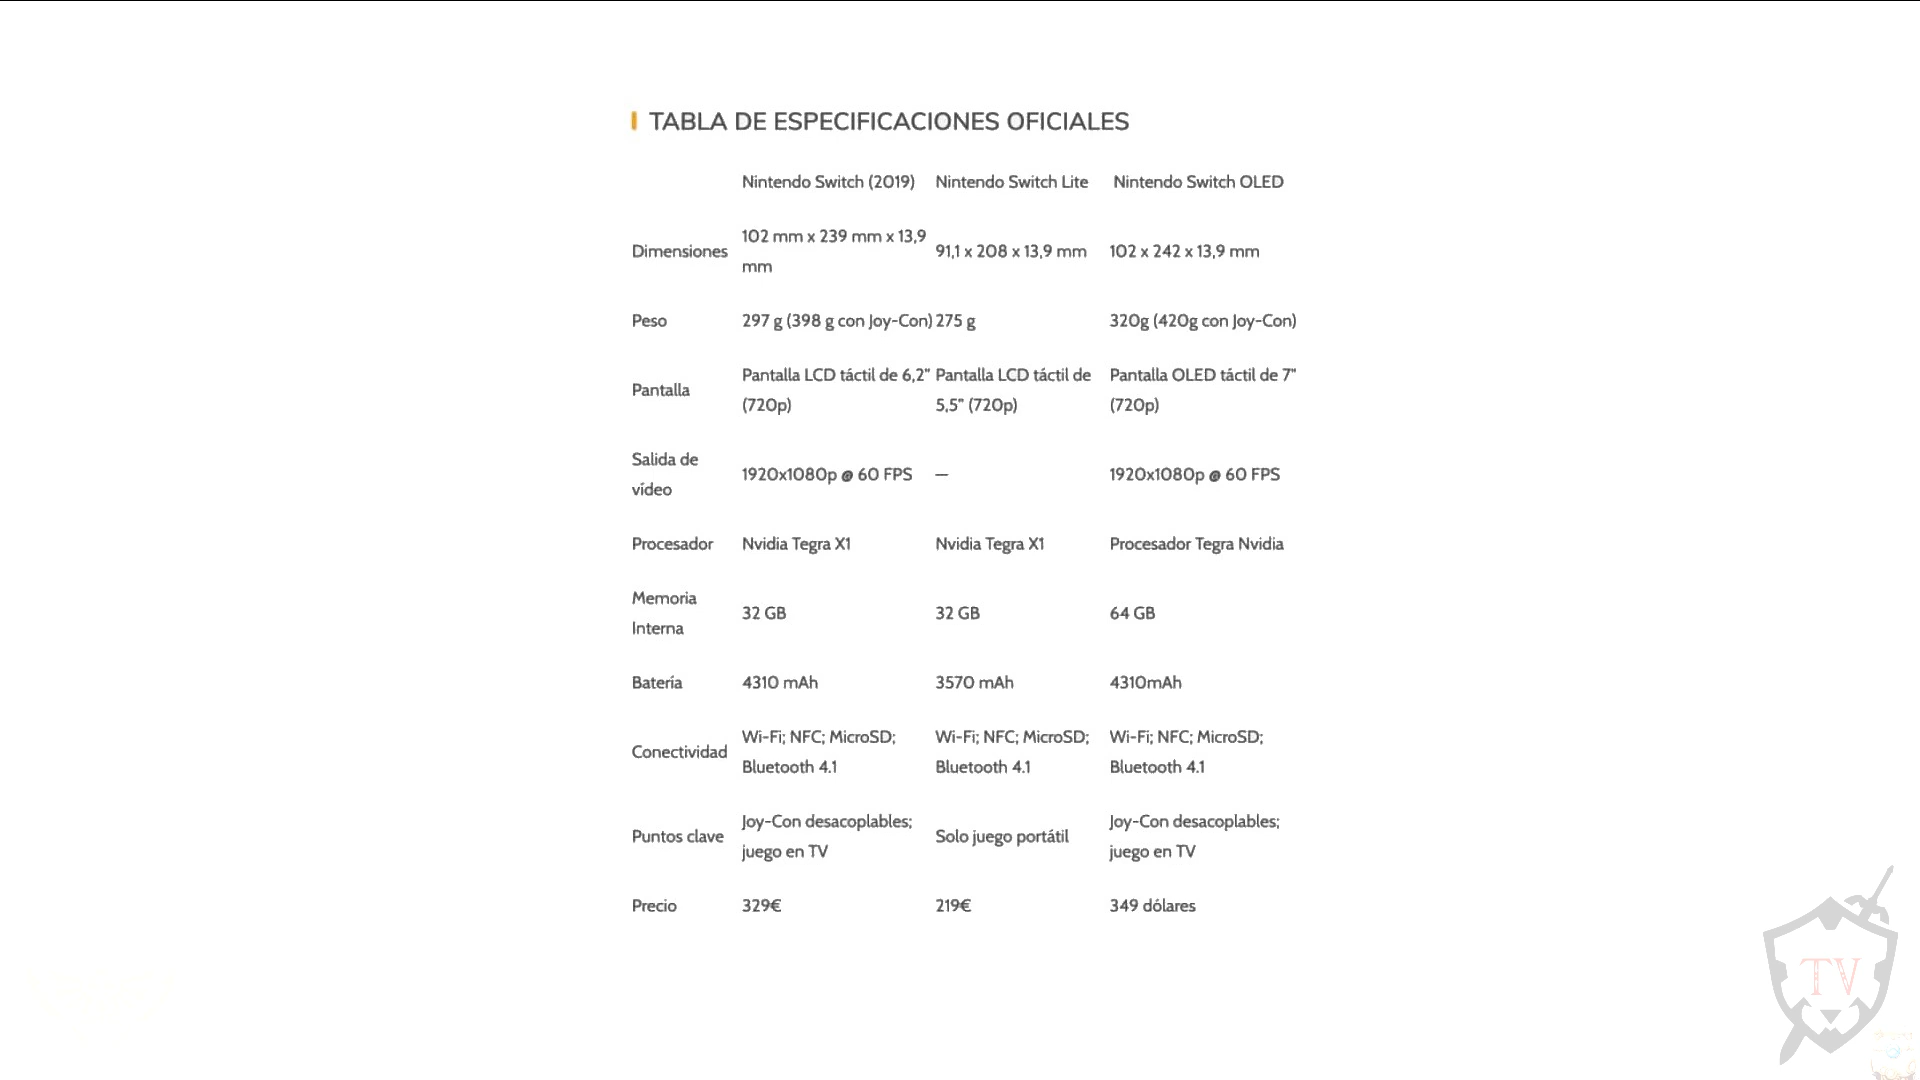 TABLA DE ESPECIFICACIONES OFICIALES
Nintendo Switch (2019) Nintendo Switch Lite Nintendo Switch OLED
Dimensiones 102 mm x 239 mm x 13,9 mm 91,1 x 208 x 13,9 mm 102 x 242 x 13,9 mm
Peso 297 g (398 g con Joy-Con) 275 g 320g (420g con Joy-Con)
Pantalla Pantalla LCD táctil de 6,2" (720p) Pantalla LCD táctil de 5,5" (720p) Pantalla OLED táctil de 7" (720p)
Salida de vídeo 1920x1080p @ 60 FPS — 1920x1080p @ 60 FPS
Procesador Nvidia Tegra X1 Nvidia Tegra X1 Procesador Tegra Nvidia
Memoria Interna 32 GB 32 GB 64 GB
Batería 4310 mAh 3570 mAh 4310mAh
Conectividad Wi-Fi; NFC; MicroSD; Bluetooth 4.1 Wi-Fi; NFC; MicroSD; Bluetooth 4.1 Wi-Fi; NFC; MicroSD; Bluetooth 4.1
Puntos clave Joy-Con desacoplables; juego en TV Solo juego portátil Joy-Con desacoplables; juego en TV
Precio 329€ 219€ 349 dólares
TV